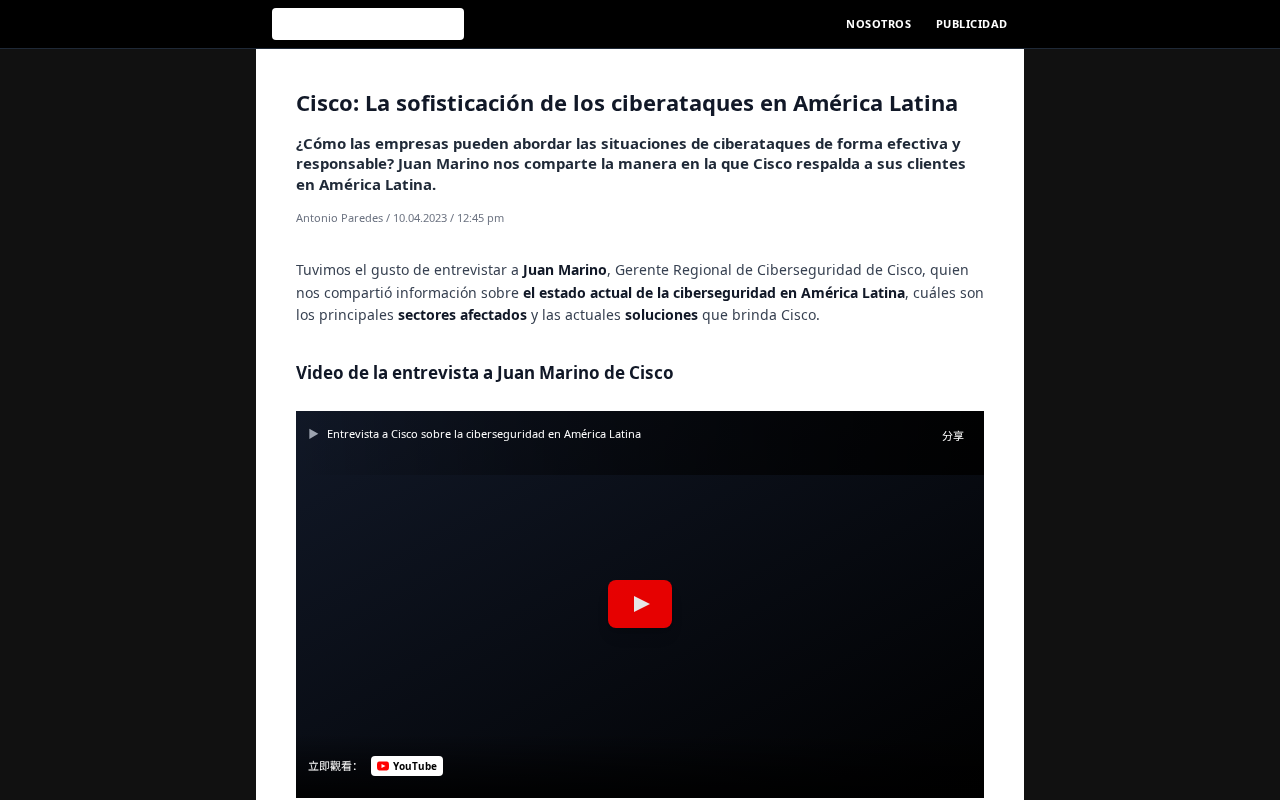 NOSOTROS PUBLICIDAD
Cisco: La sofisticación de los ciberataques en América Latina
¿Cómo las empresas pueden abordar las situaciones de ciberataques de forma efectiva y
responsable? Juan Marino nos comparte la manera en la que Cisco respalda a sus clientes
en América Latina.
Antonio Paredes / 10.04.2023 / 12:45 pm
Tuvimos el gusto de entrevistar a Juan Marino, Gerente Regional de Ciberseguridad de Cisco, quien
nos compartió información sobre el estado actual de la ciberseguridad en América Latina, cuáles son
los principales sectores afectados y las actuales soluciones que brinda Cisco.
Video de la entrevista a Juan Marino de Cisco
Entrevista a Cisco sobre la ciberseguridad en América Latina
分享
立即觀看： YouTube